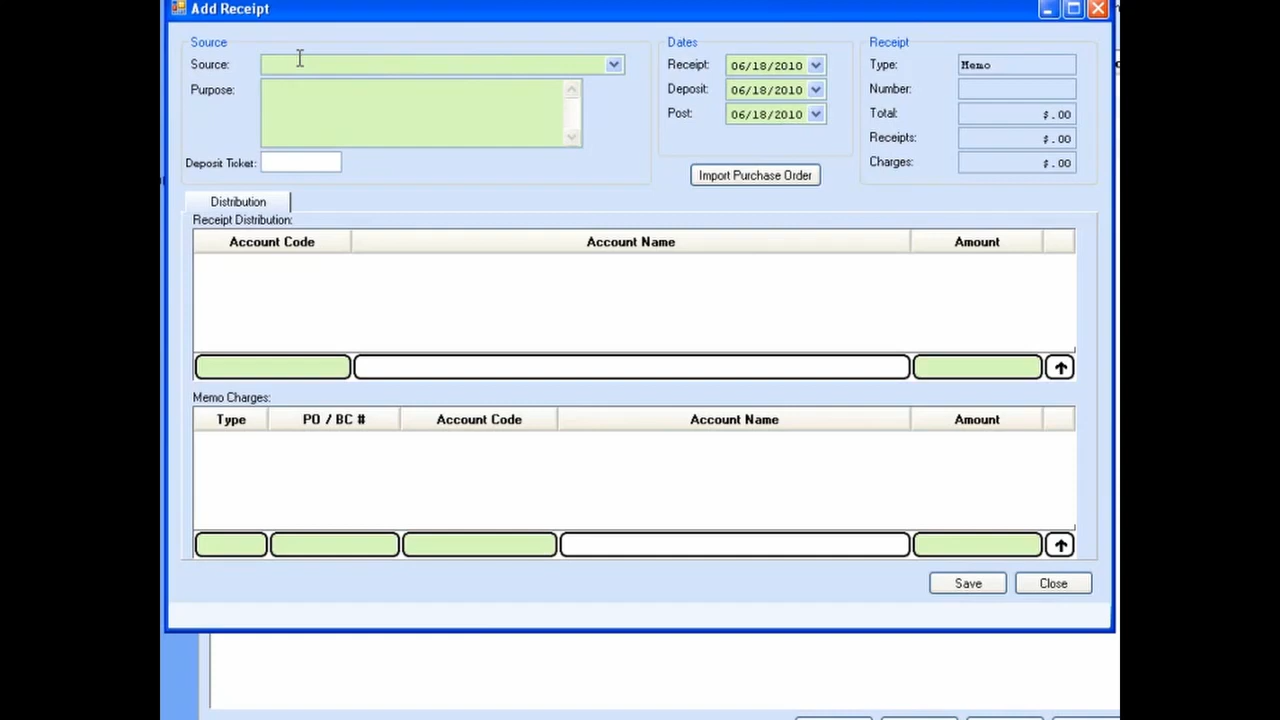 Add Receipt
Source
Source:
Purpose:
Deposit Ticket:
Dates
Receipt: 06/18/2010
Deposit: 06/18/2010
Post: 06/18/2010
Import Purchase Order
Receipt
Type: Memo
Number:
Total: $.00
Receipts: $.00
Charges: $.00
Distribution
Receipt Distribution:
Account Code Account Name Amount
Memo Charges:
Type PO / BC # Account Code Account Name Amount
Save Close